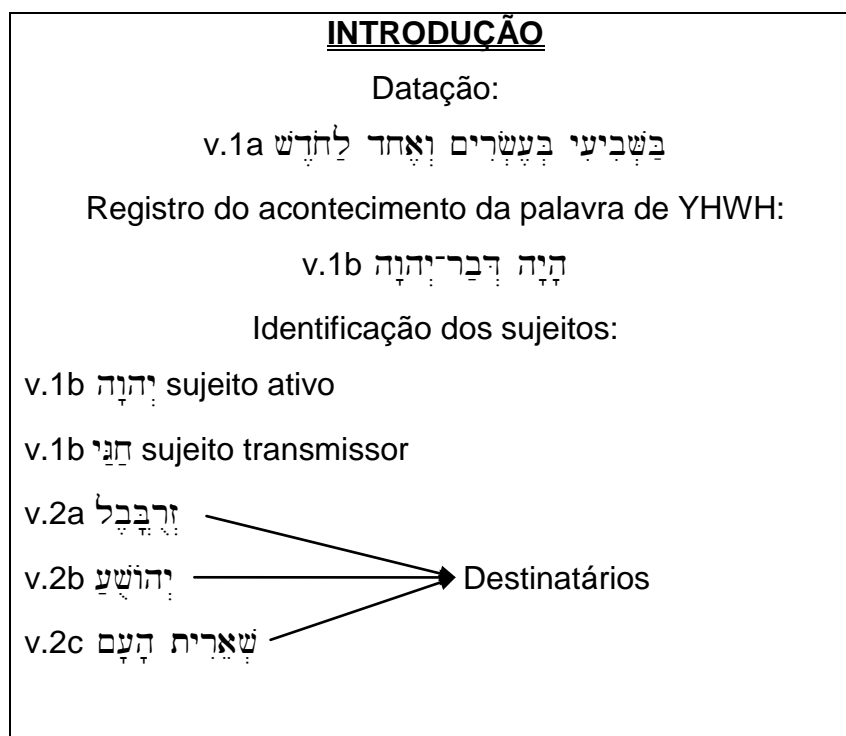 INTRODUÇÃO
Datação:
בַּשְּׁבִיעִי בְּעֶשְׂרִים וְאֶחד לַחֹדֶשׁ v.1a
Registro do acontecimento da palavra de YHWH:
הָיָה דְּבַר־יְהוָה v.1b
Identificação dos sujeitos:
v.1b יְהוָה sujeito ativo
v.1b חַגַּי sujeito transmissor
v.2a זְרֻבָּבֶל
v.2b יְהוֹשֻׁעַ Destinatários
v.2c שְׁאֵרִית הָעָם